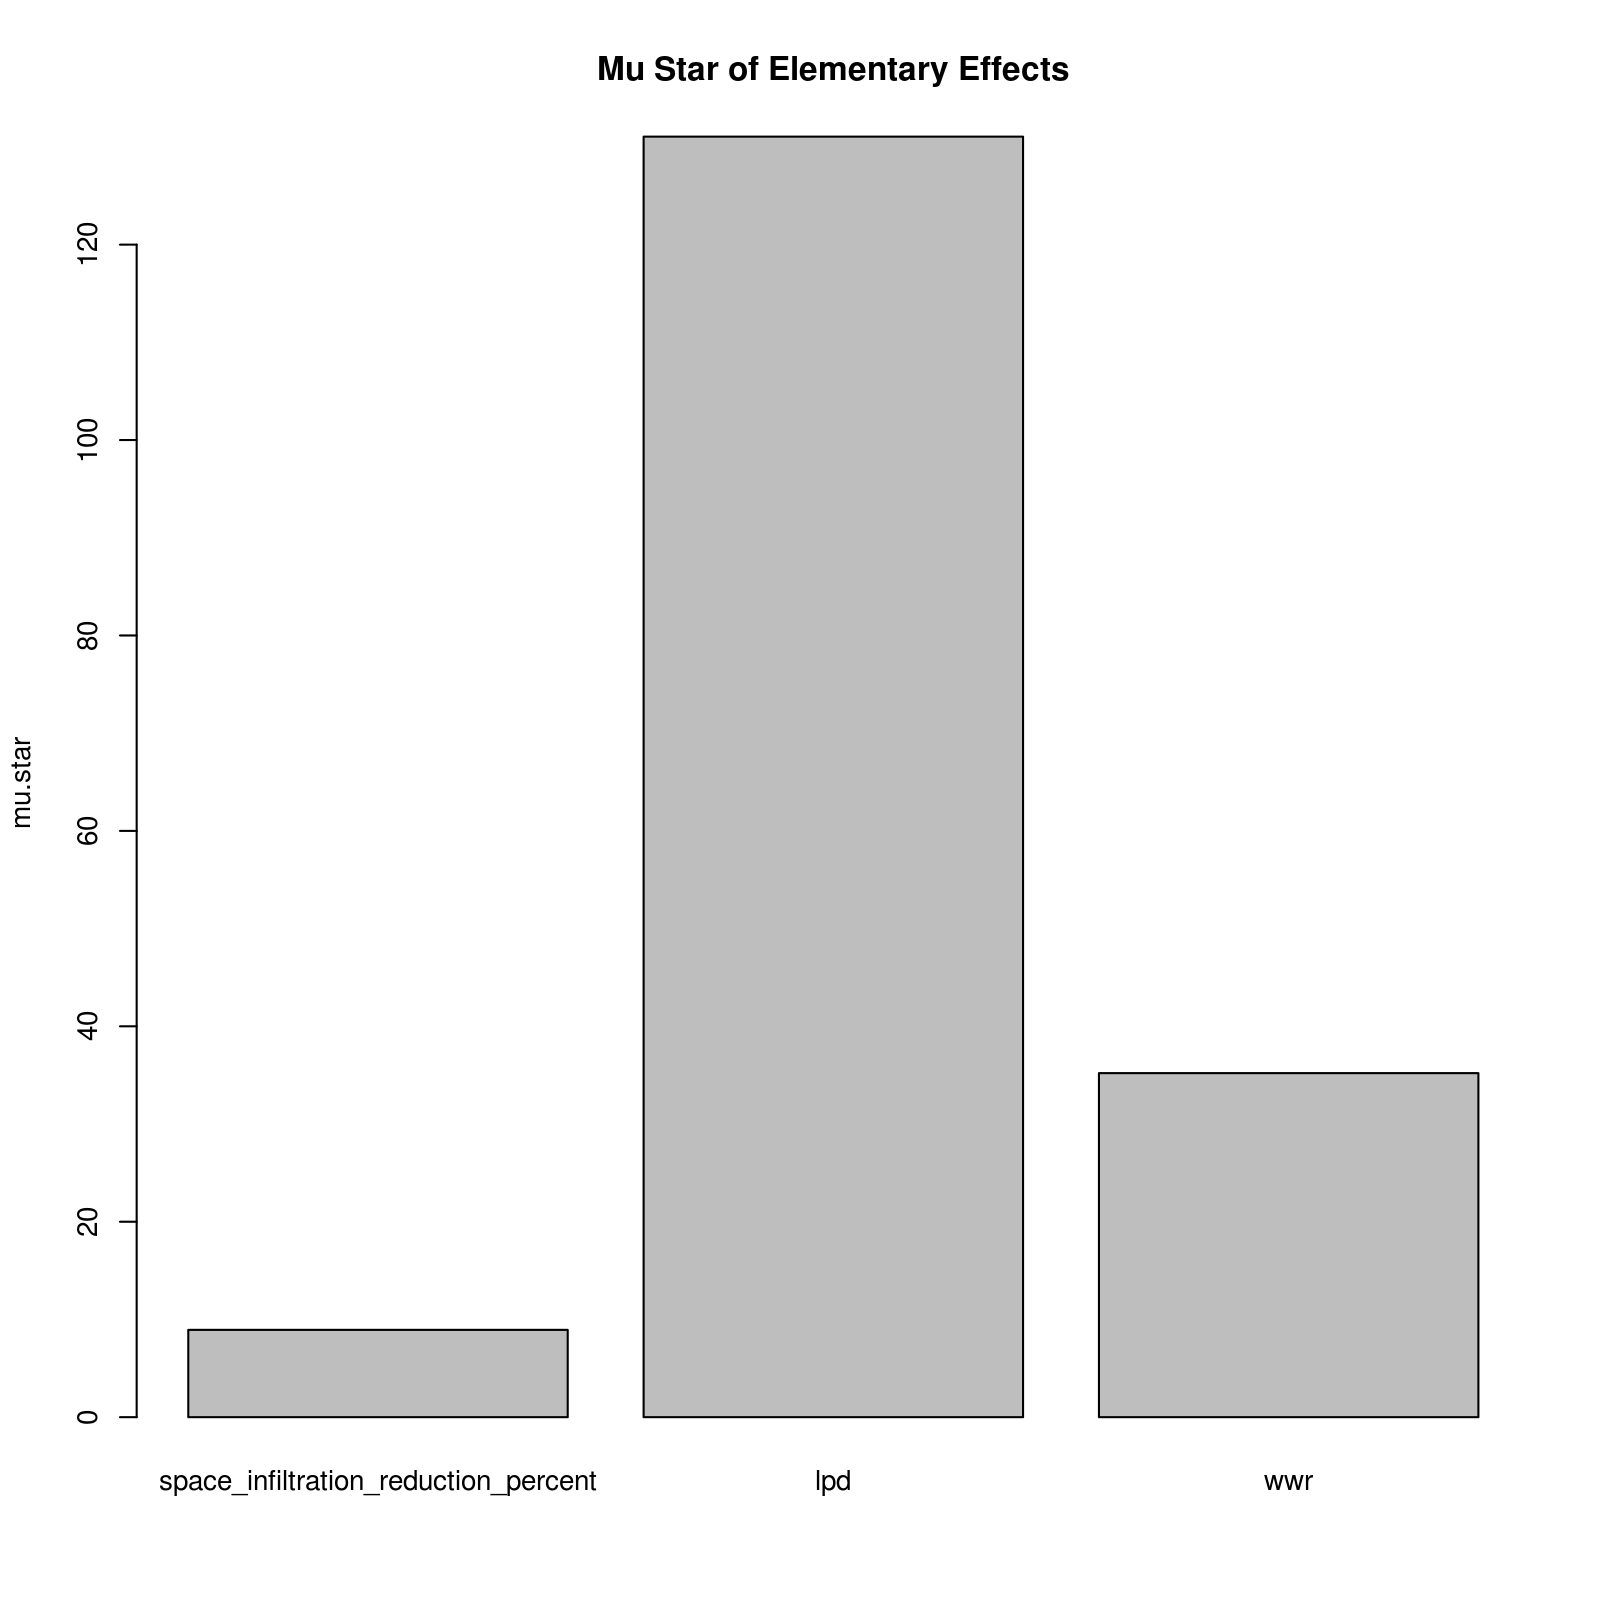 Mu Star of Elementary Effects
mu.star
120
100
80
60
40
20
0
space_infiltration_reduction_percent
lpd
wwr